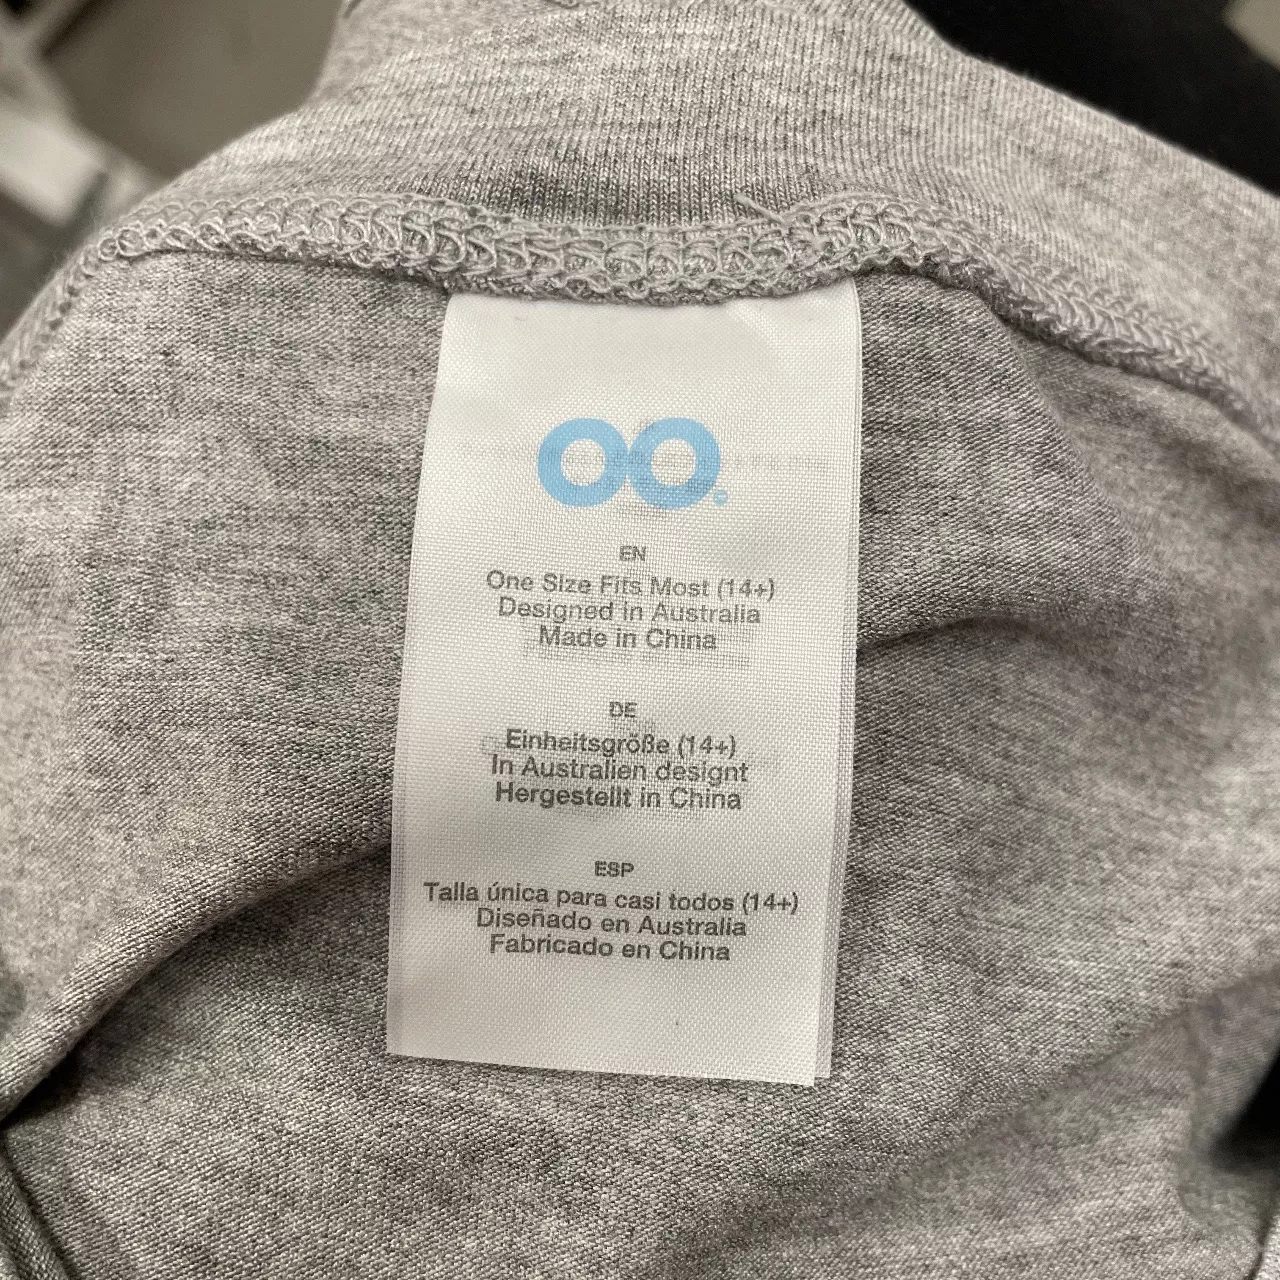 OO.
EN
One Size Fits Most (14+)
Designed in Australia
Made in China
DE
Einheitsgröße (14+)
In Australien designt
Hergestellt in China
ESP
Talla única para casi todos (14+)
Diseñado en Australia
Fabricado en China